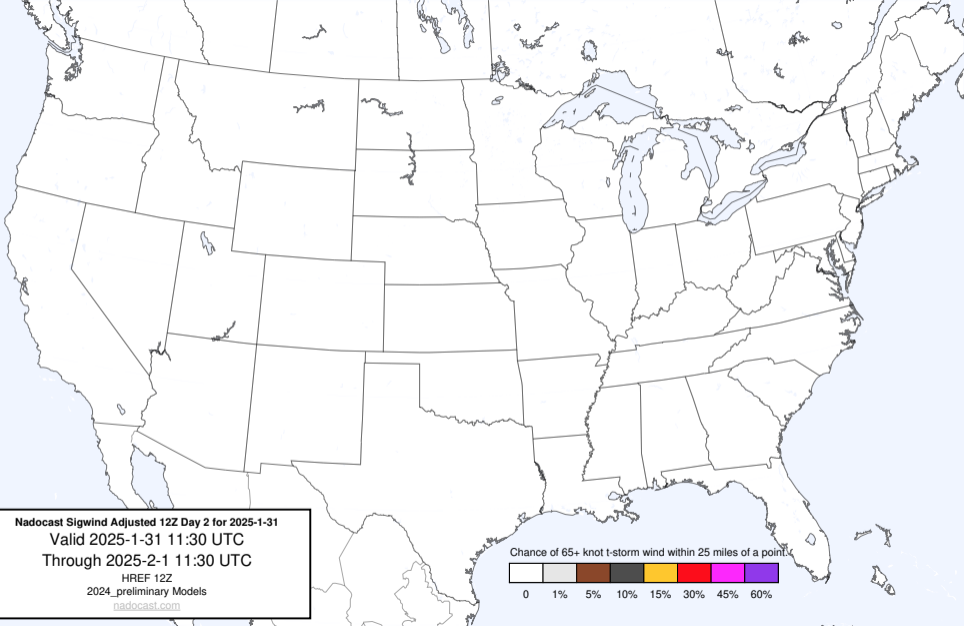 Nadocast Sigwind Adjusted 12Z Day 2 for 2025-1-31
Valid 2025-1-31 11:30 UTC
Through 2025-2-1 11:30 UTC
HREF 12Z
2024_preliminary Models
nadocast.com
Chance of 65+ knot t-storm wind within 25 miles of a point.
0 1% 5% 10% 15% 30% 45% 60%